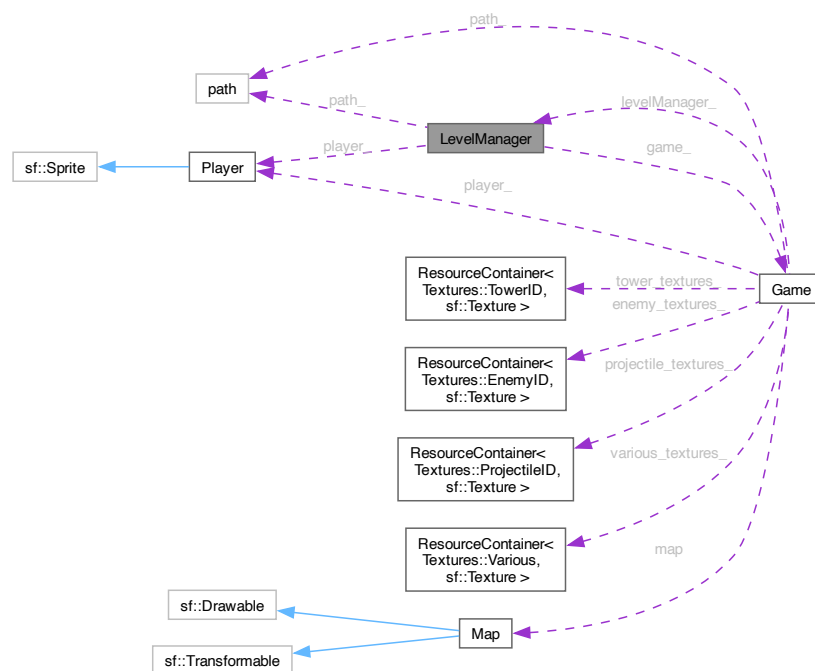 path_
path
path_
levelManager_
LevelManager
player_
game_
sf::Sprite
Player
player_
ResourceContainer<
Textures::TowerID,
sf::Texture >
tower_textures_
Game
enemy_textures_
ResourceContainer<
Textures::EnemyID,
sf::Texture >
projectile_textures_
ResourceContainer<
Textures::ProjectileID,
sf::Texture >
various_textures_
ResourceContainer<
Textures::Various,
sf::Texture >
map
sf::Drawable
Map
sf::Transformable